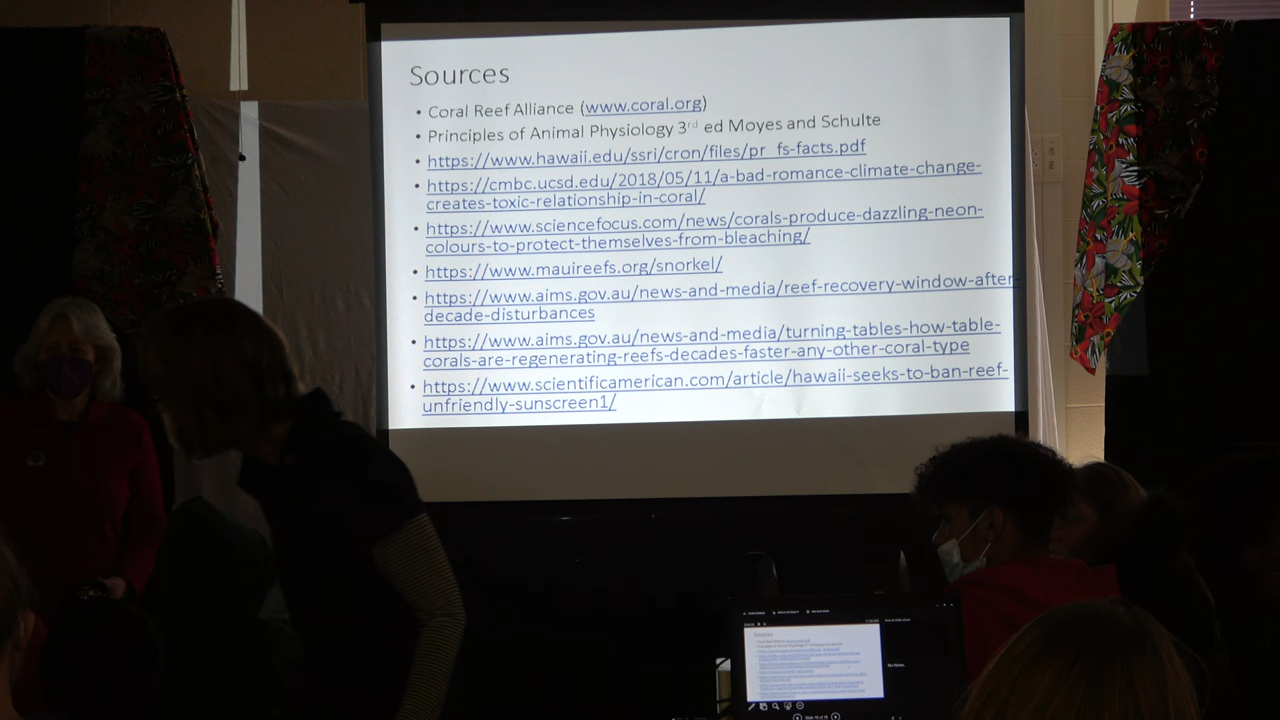 Sources
• Coral Reef Alliance (www.coral.org)
• Principles of Animal Physiology 3rd ed Moyes and Schulte
• https://www.hawaii.edu/ssri/cron/files/pr_fs-facts.pdf
• https://cmbc.ucsd.edu/2018/05/11/a-bad-romance-climate-change-
creates-toxic-relationship-in-coral/
• https://www.sciencefocus.com/news/corals-produce-dazzling-neon-
colours-to-protect-themselves-from-bleaching/
• https://www.mauireefs.org/snorkel/
• https://www.aims.gov.au/news-and-media/reef-recovery-window-after-
decade-disturbances
• https://www.aims.gov.au/news-and-media/turning-tables-how-table-
corals-are-regenerating-reefs-decades-faster-any-other-coral-type
• https://www.scientificamerican.com/article/hawaii-seeks-to-ban-reef-
unfriendly-sunscreen1/
Sources
No Notes.